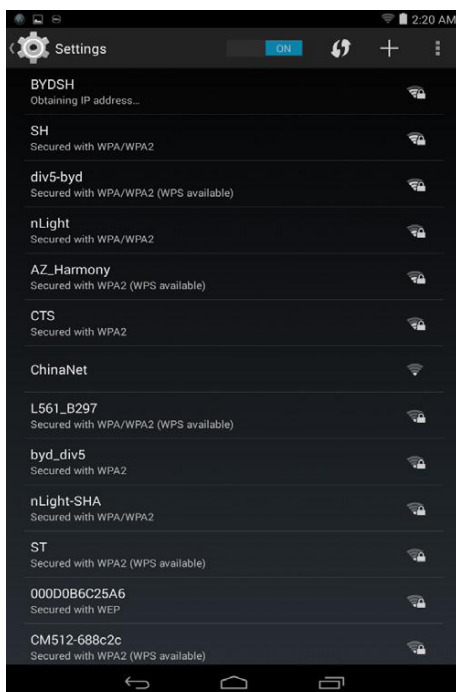 2:20 AM
Settings
ON
BYDSH
Obtaining IP address...
SH
Secured with WPA/WPA2
div5-byd
Secured with WPA/WPA2 (WPS available)
nLight
Secured with WPA/WPA2
AZ_Harmony
Secured with WPA2 (WPS available)
CTS
Secured with WPA2
ChinaNet
L561_B297
Secured with WPA/WPA2 (WPS available)
byd_div5
Secured with WPA2
nLight-SHA
Secured with WPA/WPA2
ST
Secured with WPA2 (WPS available)
000D0B6C25A6
Secured with WEP
CM512-688c2c
Secured with WPA2 (WPS available)